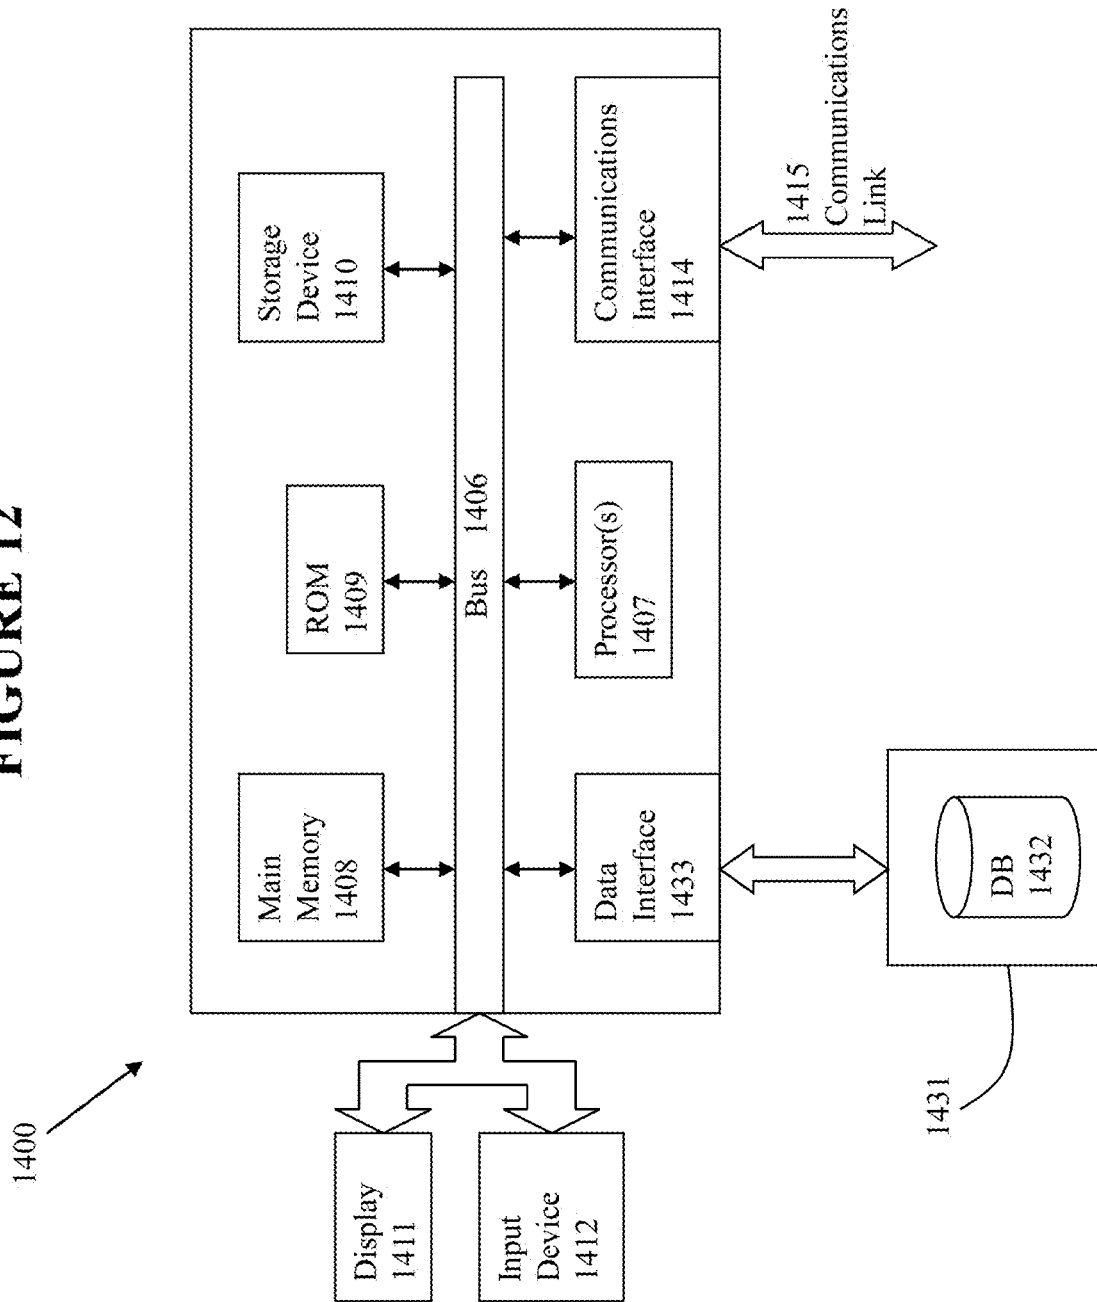 FIGURE 12
1400
Display
1411
Input
Device
1412
Main
Memory
1408
ROM
1409
Storage
Device
1410
Bus 1406
Data
Interface
1433
Processor(s)
1407
Communications
Interface
1414
1415
Communications
Link
DB
1432
1431